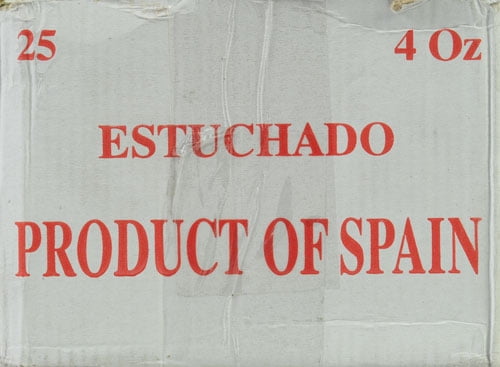 25 4 Oz
ESTUCHADO
PRODUCT OF SPAIN